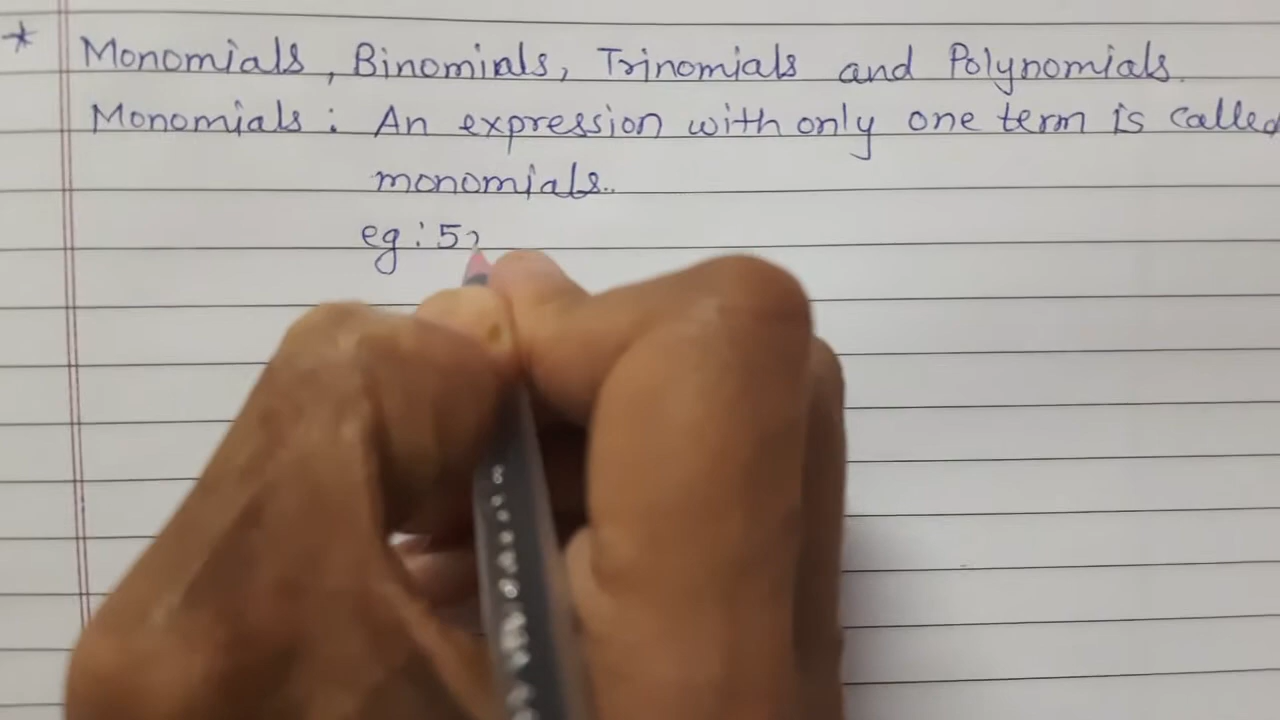 * Monomials, Binomials, Trinomials and Polynomials.
Monomials : An expression with only one term is called
monomials..
eg : 5